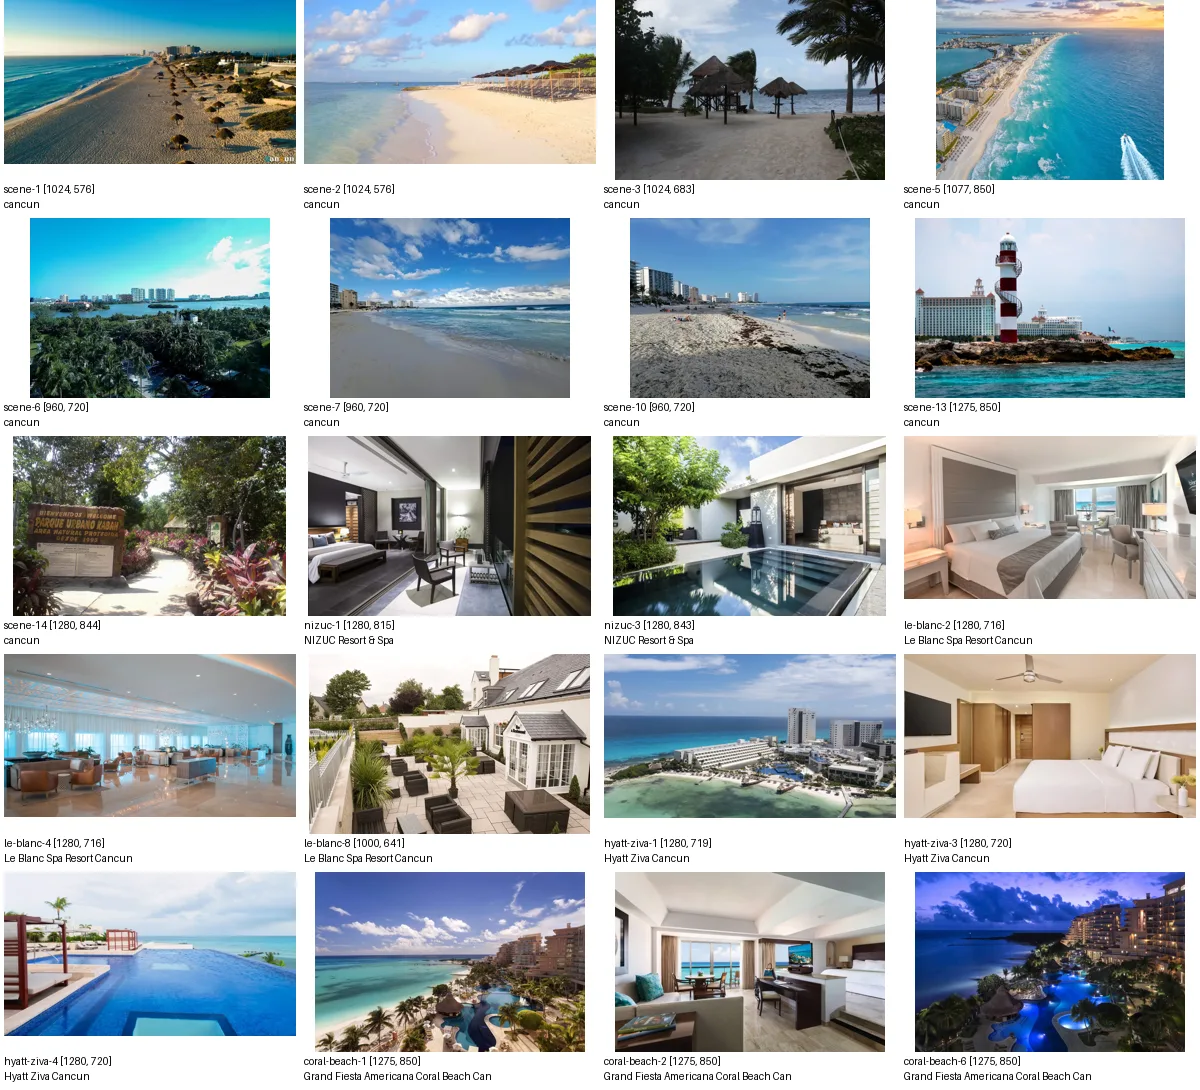 scene-1 [1024, 576]
cancun
scene-2 [1024, 576]
cancun
scene-3 [1024, 683]
cancun
scene-5 [1077, 850]
cancun
scene-6 [960, 720]
cancun
scene-7 [960, 720]
cancun
scene-10 [960, 720]
cancun
scene-13 [1275, 850]
cancun
BIENVENIDOS WELCOME
PARQUE URBANO KABAH
AREA NATURAL PROTEGIDA
DESDE 1995
scene-14 [1280, 844]
cancun
nizuc-1 [1280, 815]
NIZUC Resort & Spa
nizuc-3 [1280, 843]
NIZUC Resort & Spa
le-blanc-2 [1280, 716]
Le Blanc Spa Resort Cancun
le-blanc-4 [1280, 716]
Le Blanc Spa Resort Cancun
le-blanc-8 [1000, 641]
Le Blanc Spa Resort Cancun
hyatt-ziva-1 [1280, 719]
Hyatt Ziva Cancun
hyatt-ziva-3 [1280, 720]
Hyatt Ziva Cancun
hyatt-ziva-4 [1280, 720]
Hyatt Ziva Cancun
coral-beach-1 [1275, 850]
Grand Fiesta Americana Coral Beach Can
coral-beach-2 [1275, 850]
Grand Fiesta Americana Coral Beach Can
coral-beach-6 [1275, 850]
Grand Fiesta Americana Coral Beach Can